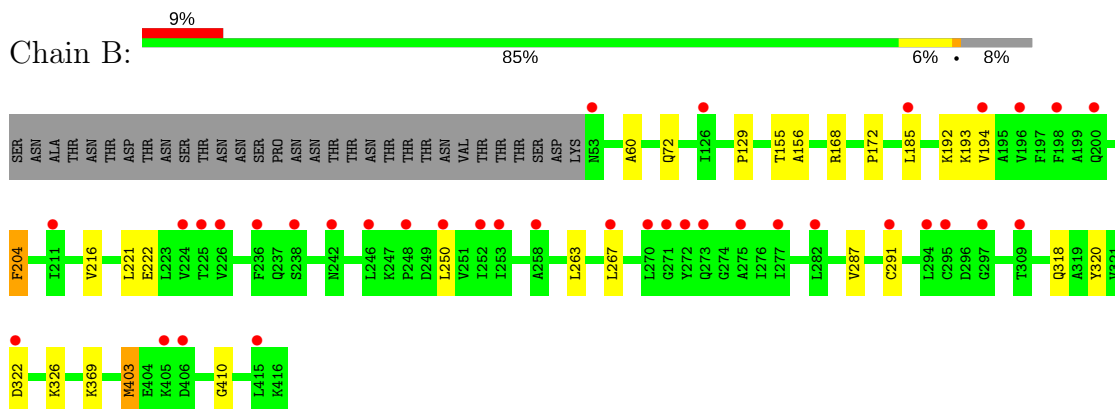 9%
Chain B:
85% 6% • 8%
SER ASN ALA THR ASN THR ASP THR ASN SER THR ASN ASN SER PRO ASN ASN THR THR ASN THR LEU ASN VAL THR THR THR SER ASP LYS N53 A60 Q72 I126 P129 T155 A156 R168 P172 L185 K192 K193 V194 A195 V196 F197 F198 A199 Q200
F204 I211 V216 L221 E222 L223 V224 T225 V226 F236 Q237 S238 N242 L246 K247 P248 D249 L250 V251 I252 I253 A258 L263 L267 L270 G271 Y272 Q273 G274 A275 I276 I277 L282 V287 C291 L294 C295 D296 G297 T309 Q318 A319 Y320 V321
D322 K326 K369 M403 E404 K405 D406 G410 L415 K416